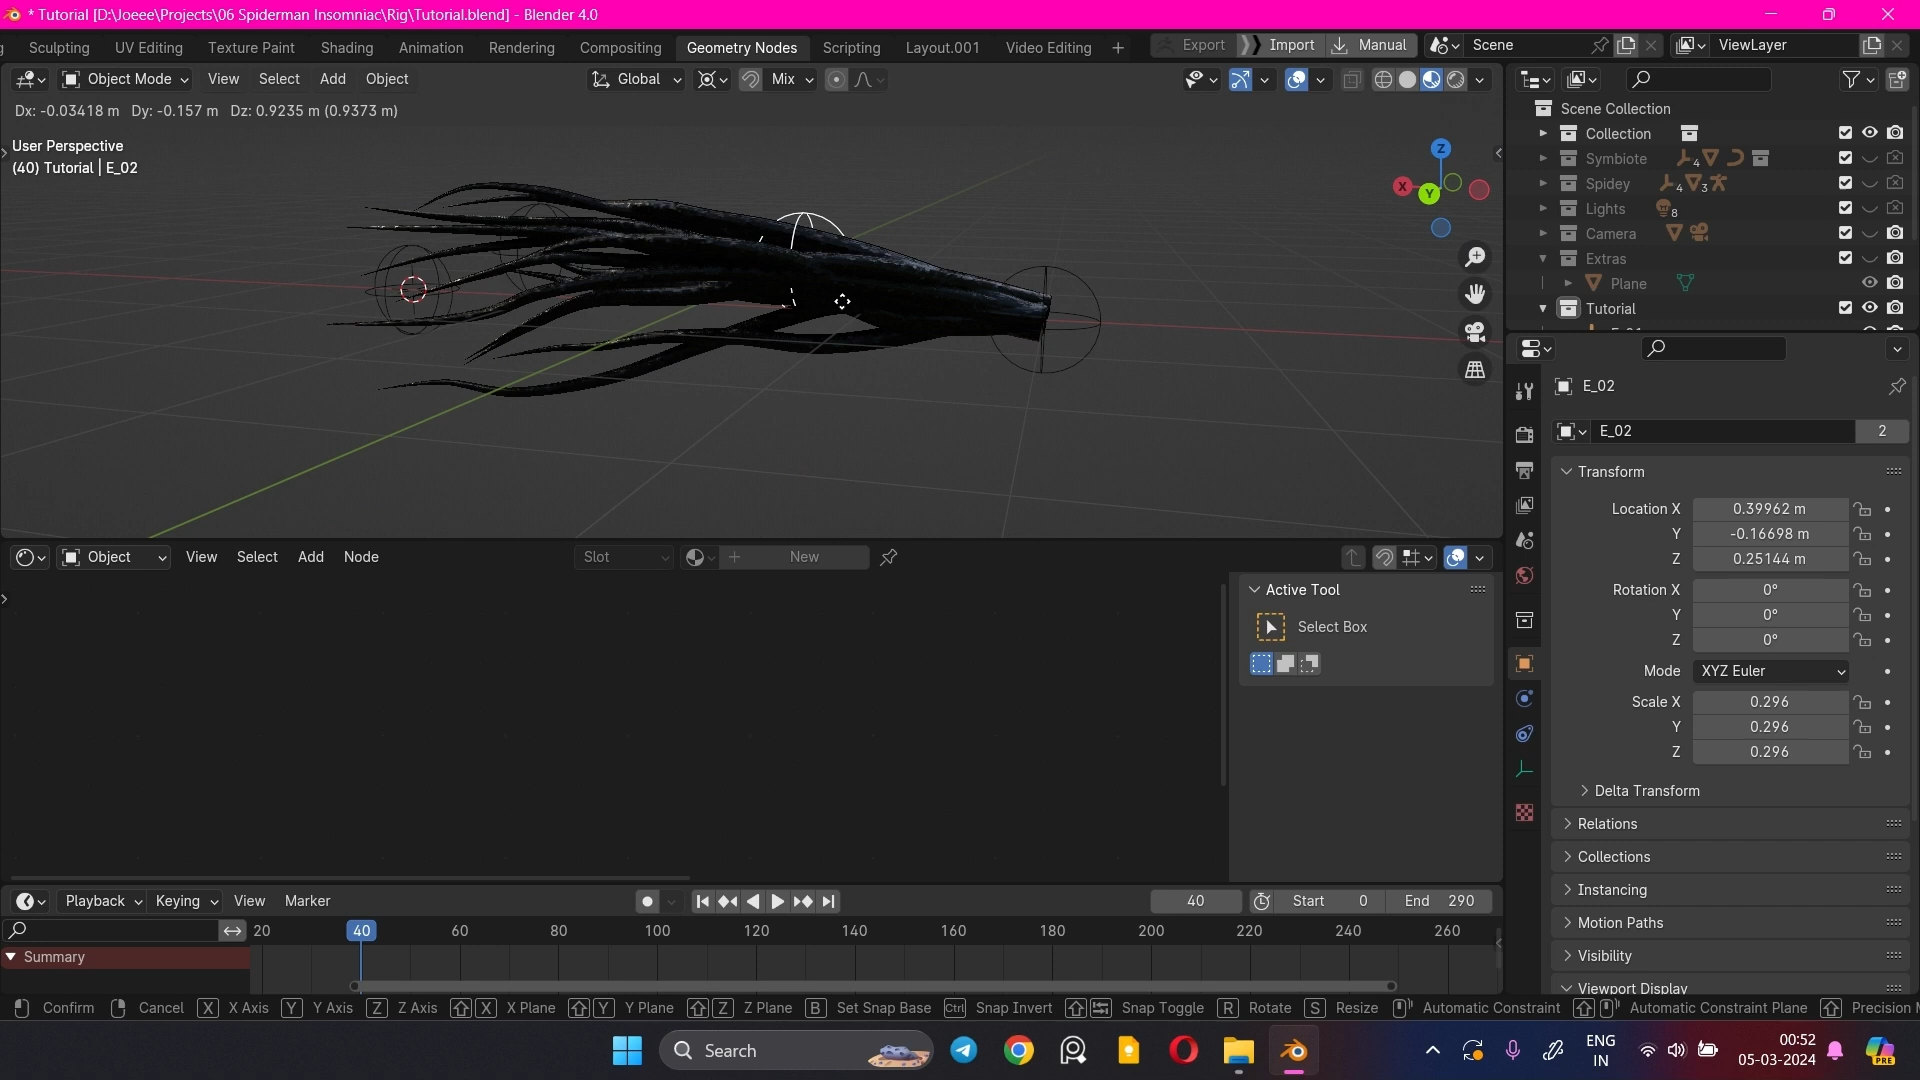 * Tutorial [D:\Joeee\Projects\06 Spiderman Insomniac\Rig\Tutorial.blend] - Blender 4.0
Sculpting UV Editing Texture Paint Shading Animation Rendering Compositing Geometry Nodes Scripting Layout.001 Video Editing + Export Import Manual Scene ViewLayer
Object Mode View Select Add Object Global Mix
Dx: -0.03418 m Dy: -0.157 m Dz: 0.9235 m (0.9373 m)
User Perspective
(40) Tutorial | E_02
Z
X
Y
Scene Collection
Collection
Symbiote 4
Spidey 4 3
Lights 8
Camera
Extras
Plane
Tutorial
E_02
E_02 2
Transform
Location X 0.39962 m
Y -0.16698 m
Z 0.25144 m
Rotation X 0°
Y 0°
Z 0°
Mode XYZ Euler
Scale X 0.296
Y 0.296
Z 0.296
Delta Transform
Relations
Collections
Instancing
Motion Paths
Visibility
Viewport Display
Object View Select Add Node Slot New
Active Tool
Select Box
Playback Keying View Marker 40 Start 0 End 290
20 40 60 80 100 120 140 160 180 200 220 240 260
Summary
Confirm Cancel X X Axis Y Y Axis Z Z Axis X X Plane Y Y Plane Z Z Plane B Set Snap Base Ctrl Snap Invert Snap Toggle R Rotate S Resize Automatic Constraint Automatic Constraint Plane Precision M
Search
ENG
IN
00:52
05-03-2024
PRE